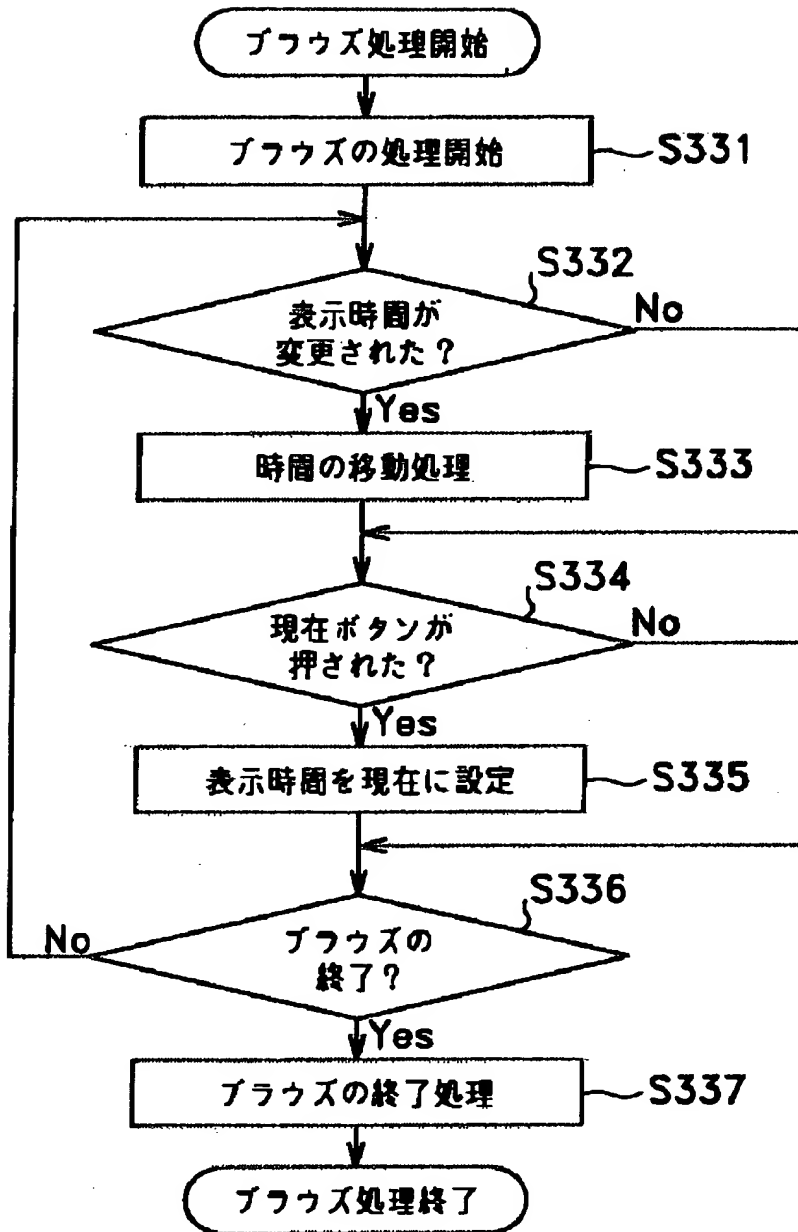 ブラウズ処理開始
ブラウズの処理開始
S331
S332
表示時間が
変更された?
No
Yes
時間の移動処理
S333
S334
現在ボタンが
押された?
No
Yes
表示時間を現在に設定
S335
S336
ブラウズの
終了?
No
Yes
ブラウズの終了処理
S337
ブラウズ処理終了